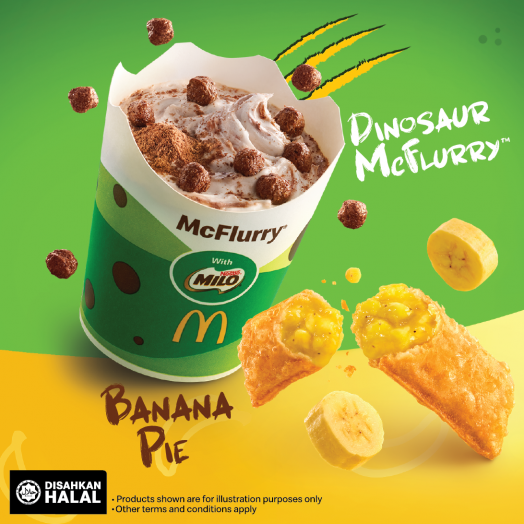 DINOSAUR
McFLURRY™
McFlurry®
With
Nestlé
MILO
BANANA
PIE
DISAHKAN
HALAL
• Products shown are for illustration purposes only
• Other terms and conditions apply